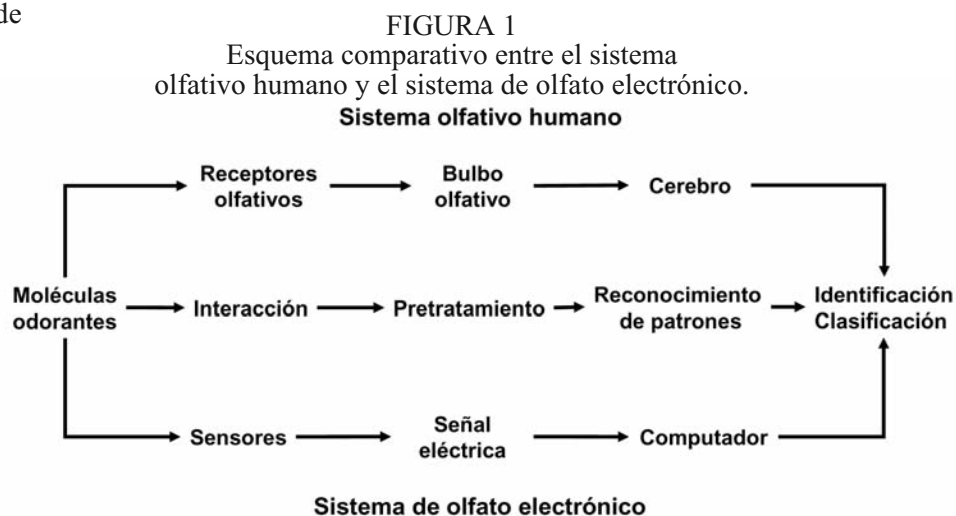 de
FIGURA 1
Esquema comparativo entre el sistema
olfativo humano y el sistema de olfato electrónico.
Sistema olfativo humano
Receptores
olfativos
Bulbo
olfativo
Cerebro
Moléculas
odorantes
Interacción
Pretratamiento
Reconocimiento
de patrones
Identificación
Clasificación
Sensores
Señal
eléctrica
Computador
Sistema de olfato electrónico